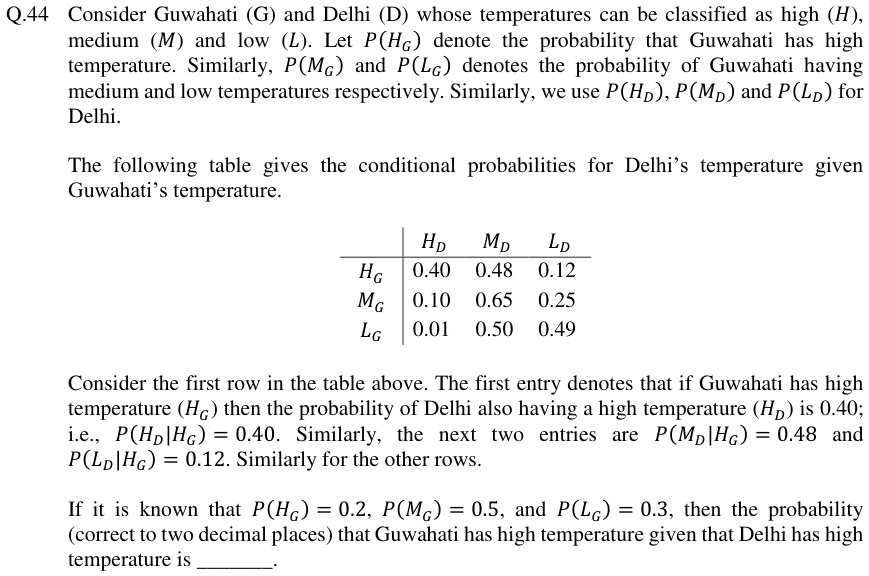 Q.44 Consider Guwahati (G) and Delhi (D) whose temperatures can be classified as high (H),
medium (M) and low (L). Let P(H_G) denote the probability that Guwahati has high
temperature. Similarly, P(M_G) and P(L_G) denotes the probability of Guwahati having
medium and low temperatures respectively. Similarly, we use P(H_D), P(M_D) and P(L_D) for
Delhi.
The following table gives the conditional probabilities for Delhi's temperature given
Guwahati's temperature.
H_D M_D L_D
H_G 0.40 0.48 0.12
M_G 0.10 0.65 0.25
L_G 0.01 0.50 0.49
Consider the first row in the table above. The first entry denotes that if Guwahati has high
temperature (H_G) then the probability of Delhi also having a high temperature (H_D) is 0.40;
i.e., P(H_D|H_G) = 0.40. Similarly, the next two entries are P(M_D|H_G) = 0.48 and
P(L_D|H_G) = 0.12. Similarly for the other rows.
If it is known that P(H_G) = 0.2, P(M_G) = 0.5, and P(L_G) = 0.3, then the probability
(correct to two decimal places) that Guwahati has high temperature given that Delhi has high
temperature is _______.